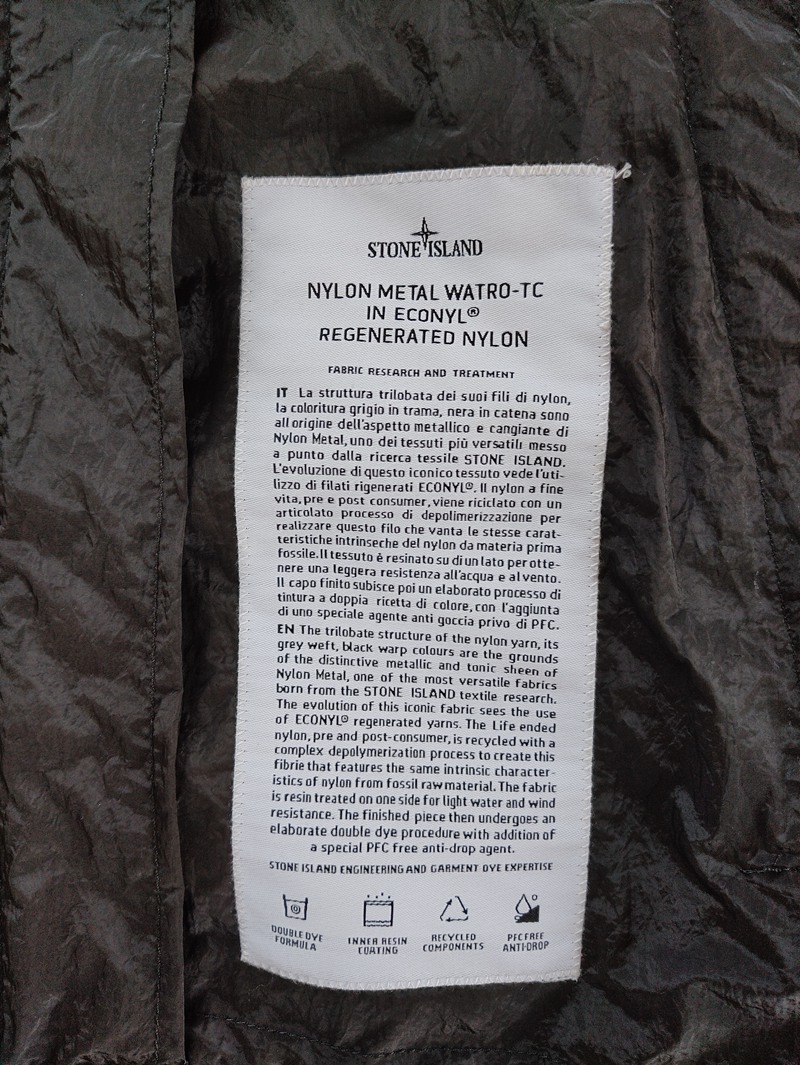 STONE ISLAND
NYLON METAL WATRO-TC
IN ECONYL®
REGENERATED NYLON
FABRIC RESEARCH AND TREATMENT
IT La struttura trilobata dei suoi fili di nylon,
la coloritura grigio in trama, nera in catena sono
all'origine dell'aspetto metallico e cangiante di
Nylon Metal, uno dei tessuti più versatili messo
a punto dalla ricerca tessile STONE ISLAND.
L'evoluzione di questo iconico tessuto vede l'uti-
lizzo di filati rigenerati ECONYL®. Il nylon a fine
vita, pre e post consumer, viene riciclato con un
articolato processo di depolimerizzazione per
realizzare questo filo che vanta le stesse carat-
teristiche intrinseche del nylon da materia prima
fossile. Il tessuto è resinato su di un lato per otte-
nere una leggera resistenza all'acqua e al vento.
Il capo finito subisce poi un elaborato processo di
tintura a doppia ricetta di colore, con l'aggiunta
di uno speciale agente anti goccia privo di PFC.
EN The trilobate structure of the nylon yarn, its
grey weft, black warp colours are the grounds
of the distinctive metallic and tonic sheen of
Nylon Metal, one of the most versatile fabrics
born from the STONE ISLAND textile research.
The evolution of this iconic fabric sees the use
of ECONYL® regenerated yarns. The Life ended
nylon, pre and post-consumer, is recycled with a
complex depolymerization process to create this
fibrie that features the same intrinsic character-
istics of nylon from fossil raw material. The fabric
is resin treated on one side for light water and wind
resistance. The finished piece then undergoes an
elaborate double dye procedure with addition of
a special PFC free anti-drop agent.
STONE ISLAND ENGINEERING AND GARMENT DYE EXPERTISE
DOUBLE DYE
FORMULA
INNER RESIN
COATING
RECYCLED
COMPONENTS
PFC FREE
ANTI-DROP